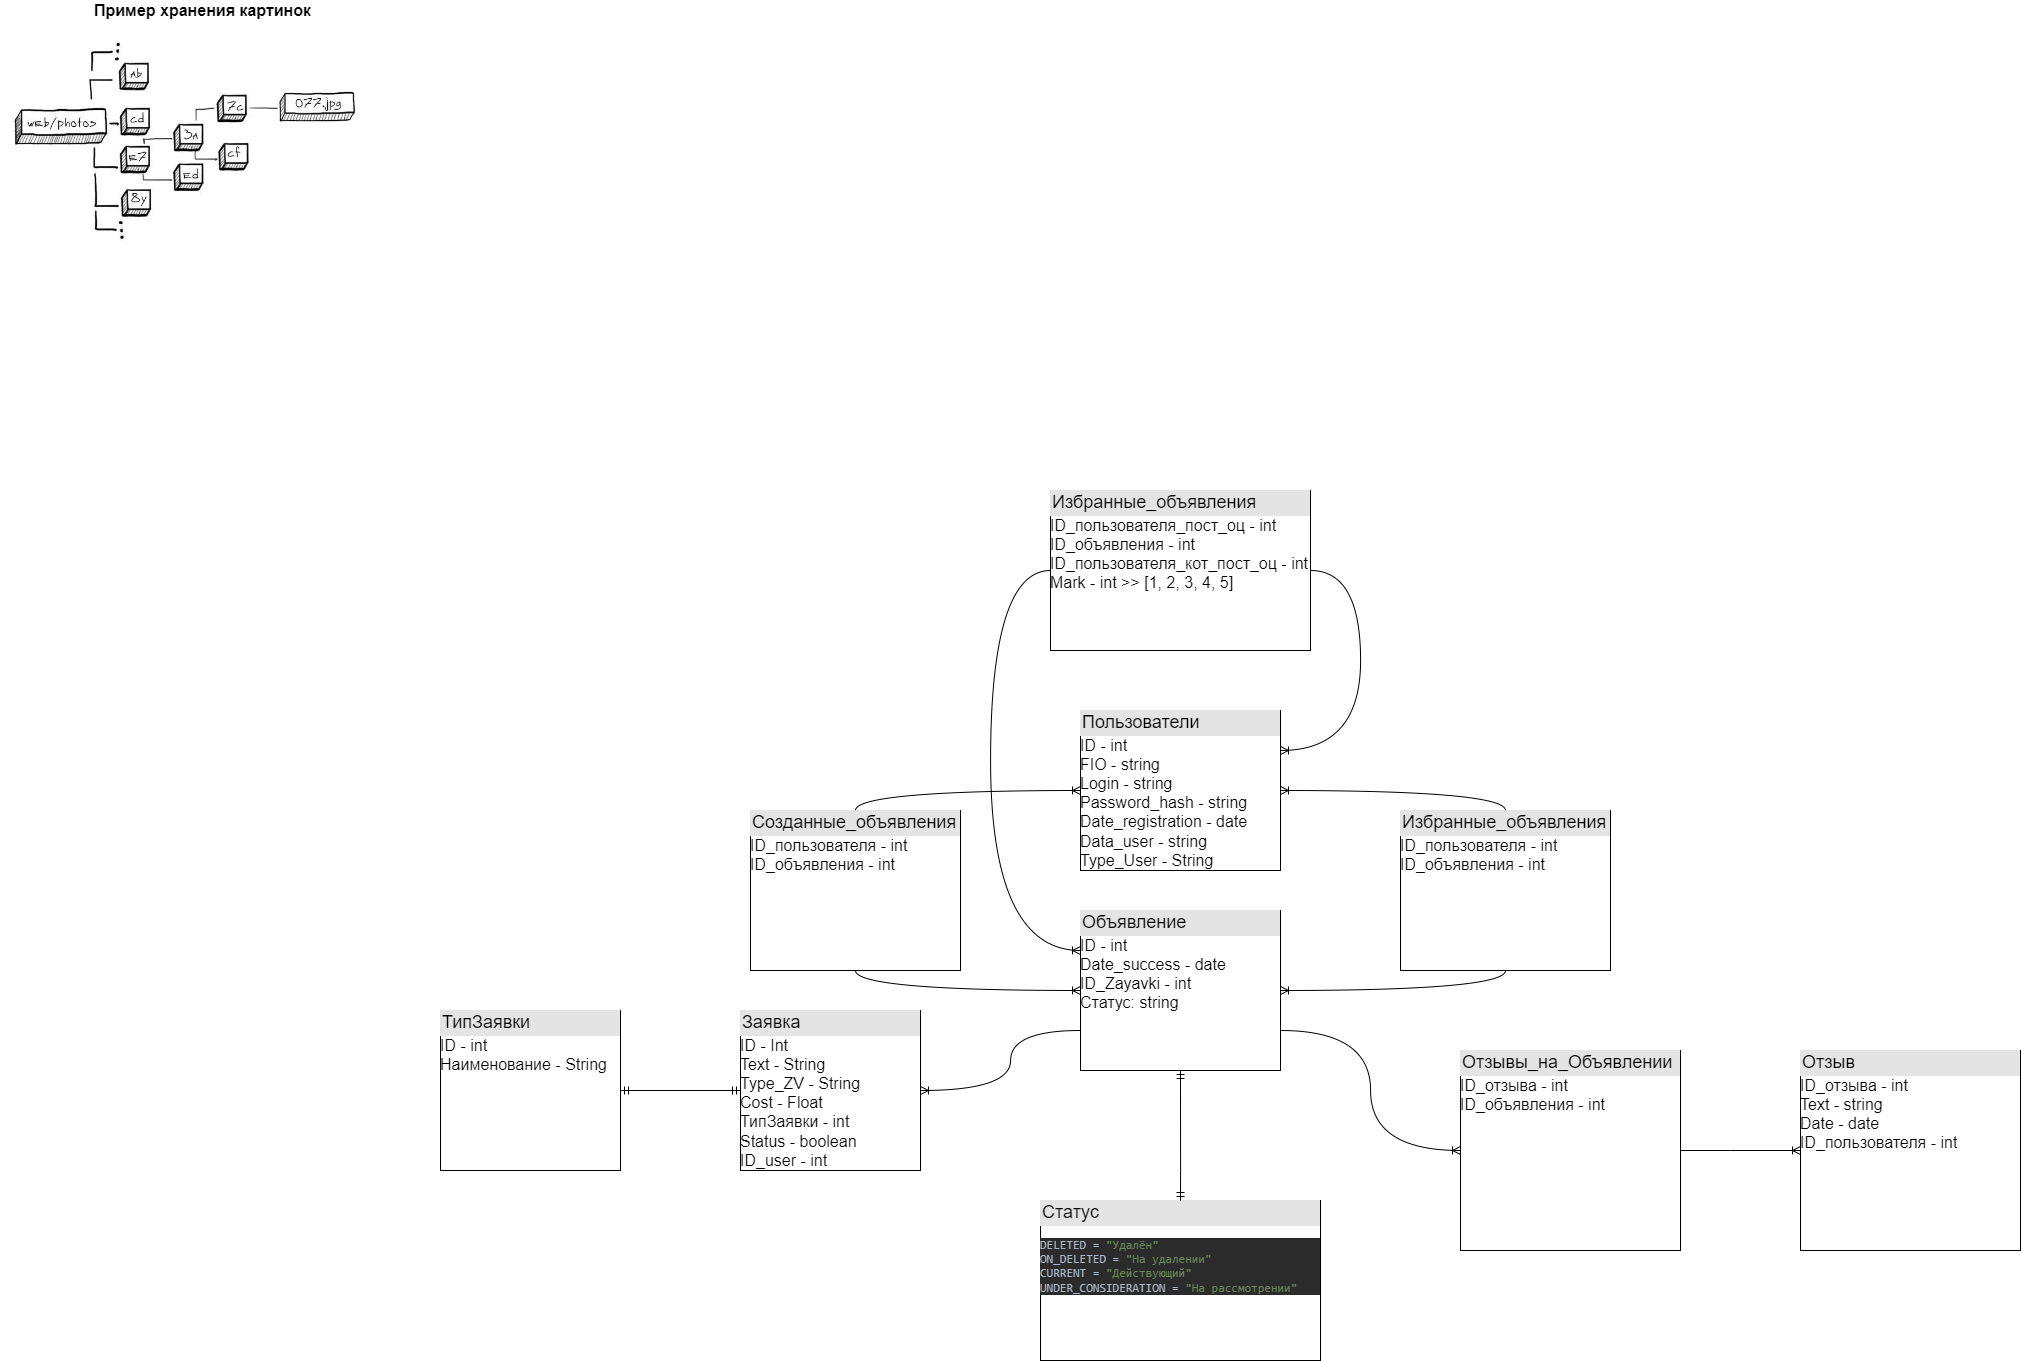 Пример хранения картинок
Ab
7c
077.jpg
web/photos
cd
3A
E7
cf
Ed
8y
Избранные_объявления
ID_пользователя_пост_оц - int
ID_объявления - int
ID_пользователя_кот_пост_оц - int
Mark - int >> [1, 2, 3, 4, 5]
Пользователи
ID - int
FIO - string
Login - string
Password_hash - string
Date_registration - date
Data_user - string
Type_User - String
Созданные_объявления
ID_пользователя - int
ID_объявления - int
Избранные_объявления
ID_пользователя - int
ID_объявления - int
Объявление
ID - int
Date_success - date
ID_Zayavki - int
Статус: string
ТипЗаявки
ID - int
Наименование - String
Заявка
ID - Int
Text - String
Type_ZV - String
Cost - Float
ТипЗаявки - int
Status - boolean
ID_user - int
Отзывы_на_Объявлении
ID_отзыва - int
ID_объявления - int
Отзыв
ID_отзыва - int
Text - string
Date - date
ID_пользователя - int
Статус
DELETED = "Удалён"
ON_DELETED = "На удалении"
CURRENT = "Действующий"
UNDER_CONSIDERATION = "На рассмотрении"